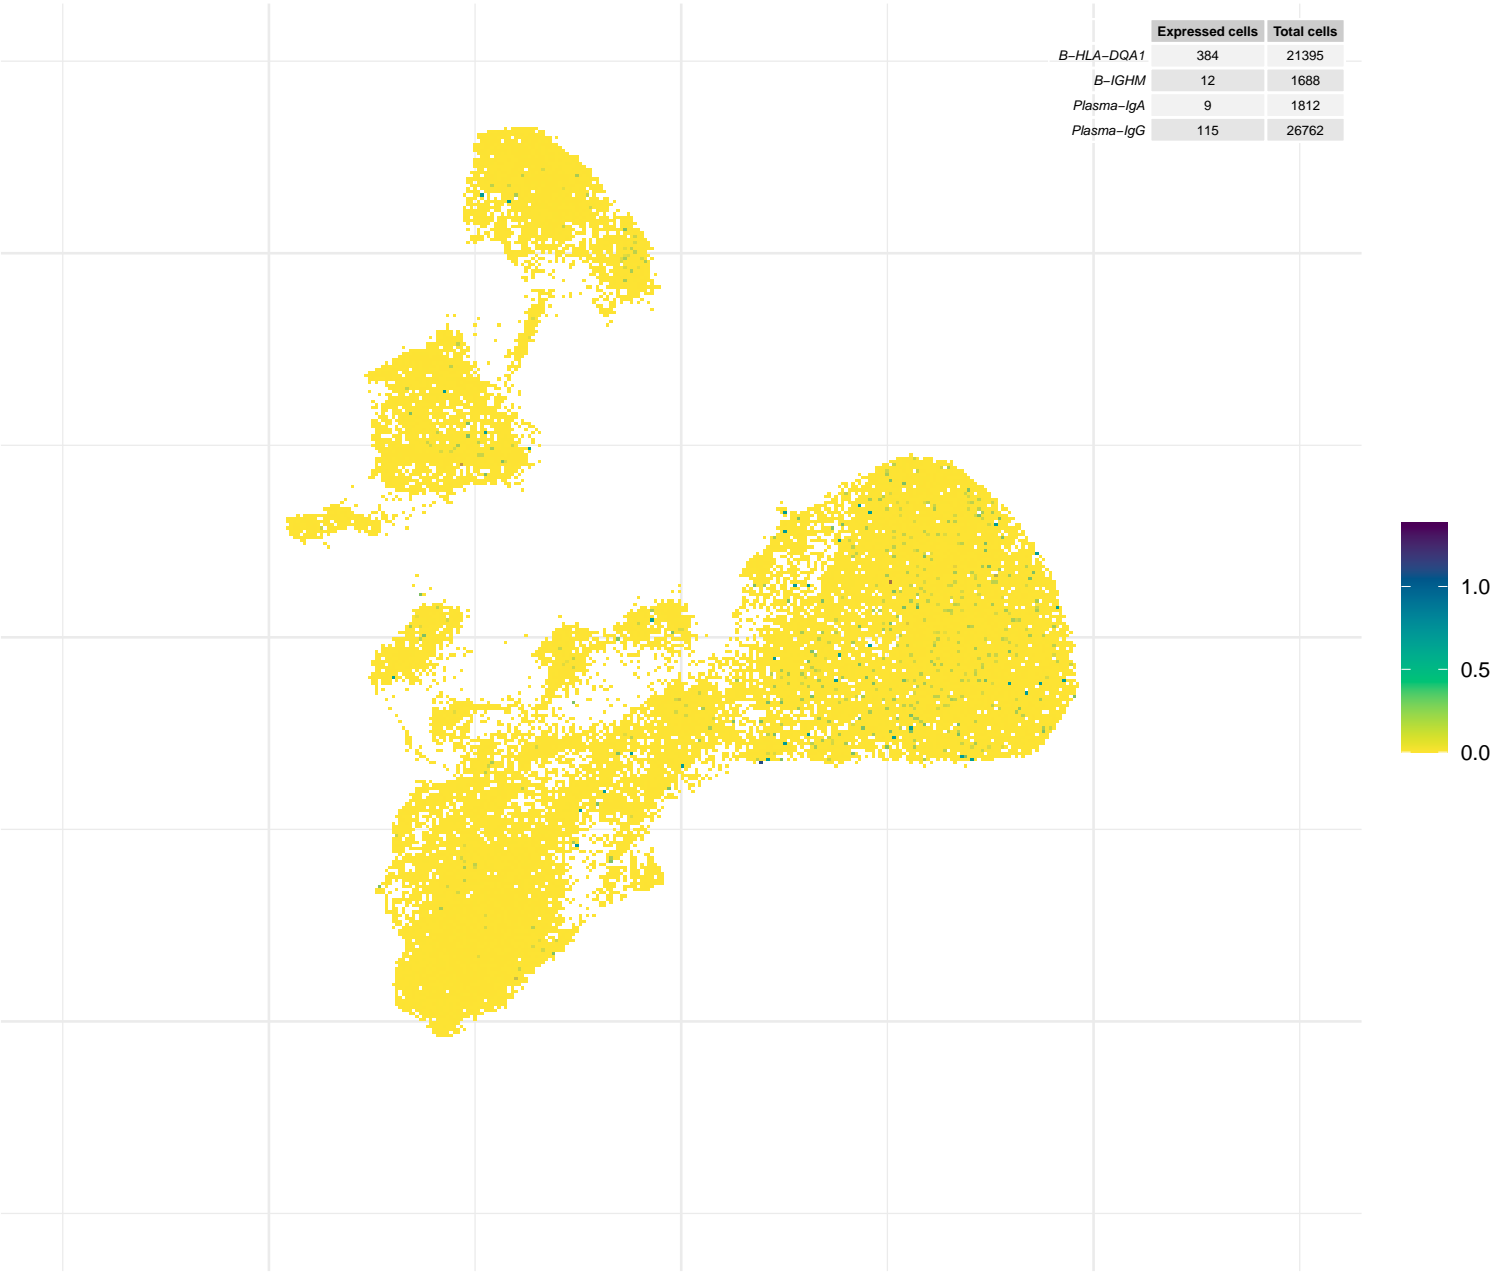 Expressed cells Total cells
B−HLA−DQA1 384 21395
B−IGHM 12 1688
Plasma−IgA 9 1812
Plasma−IgG 115 26762
1.0
0.5
0.0